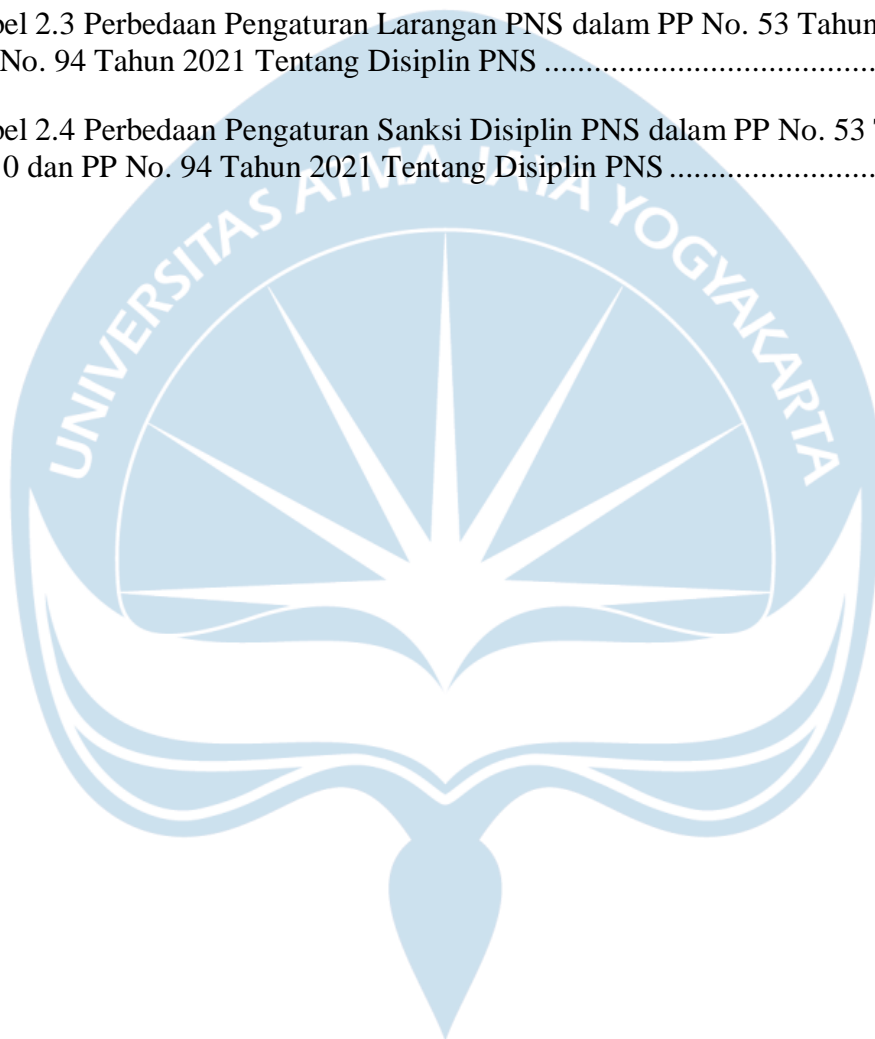 bel 2.3 Perbedaan Pengaturan Larangan PNS dalam PP No. 53 Tahun
No. 94 Tahun 2021 Tentang Disiplin PNS ..................................
bel 2.4 Perbedaan Pengaturan Sanksi Disiplin PNS dalam PP No. 53
0 dan PP No. 94 Tahun 2021 Tentang Disiplin PNS .....................
UNIVERSITAS ATMA JAYA YOGYAKARTA